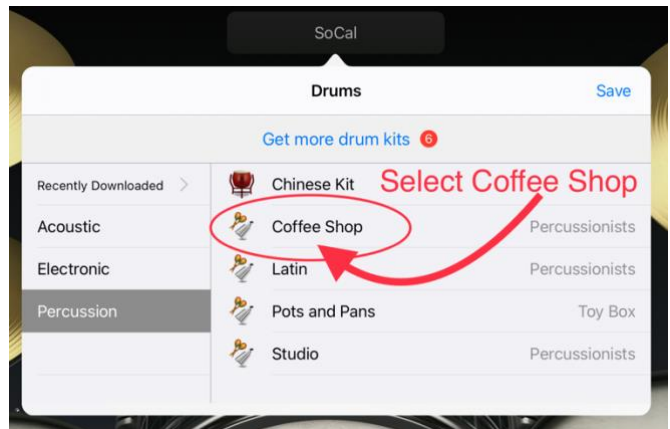 SoCal
Drums Save
Get more drum kits 6
Recently Downloaded
Acoustic
Electronic
Percussion
Chinese Kit
Coffee Shop Percussionists
Latin Percussionists
Pots and Pans Toy Box
Studio Percussionists
Select Coffee Shop